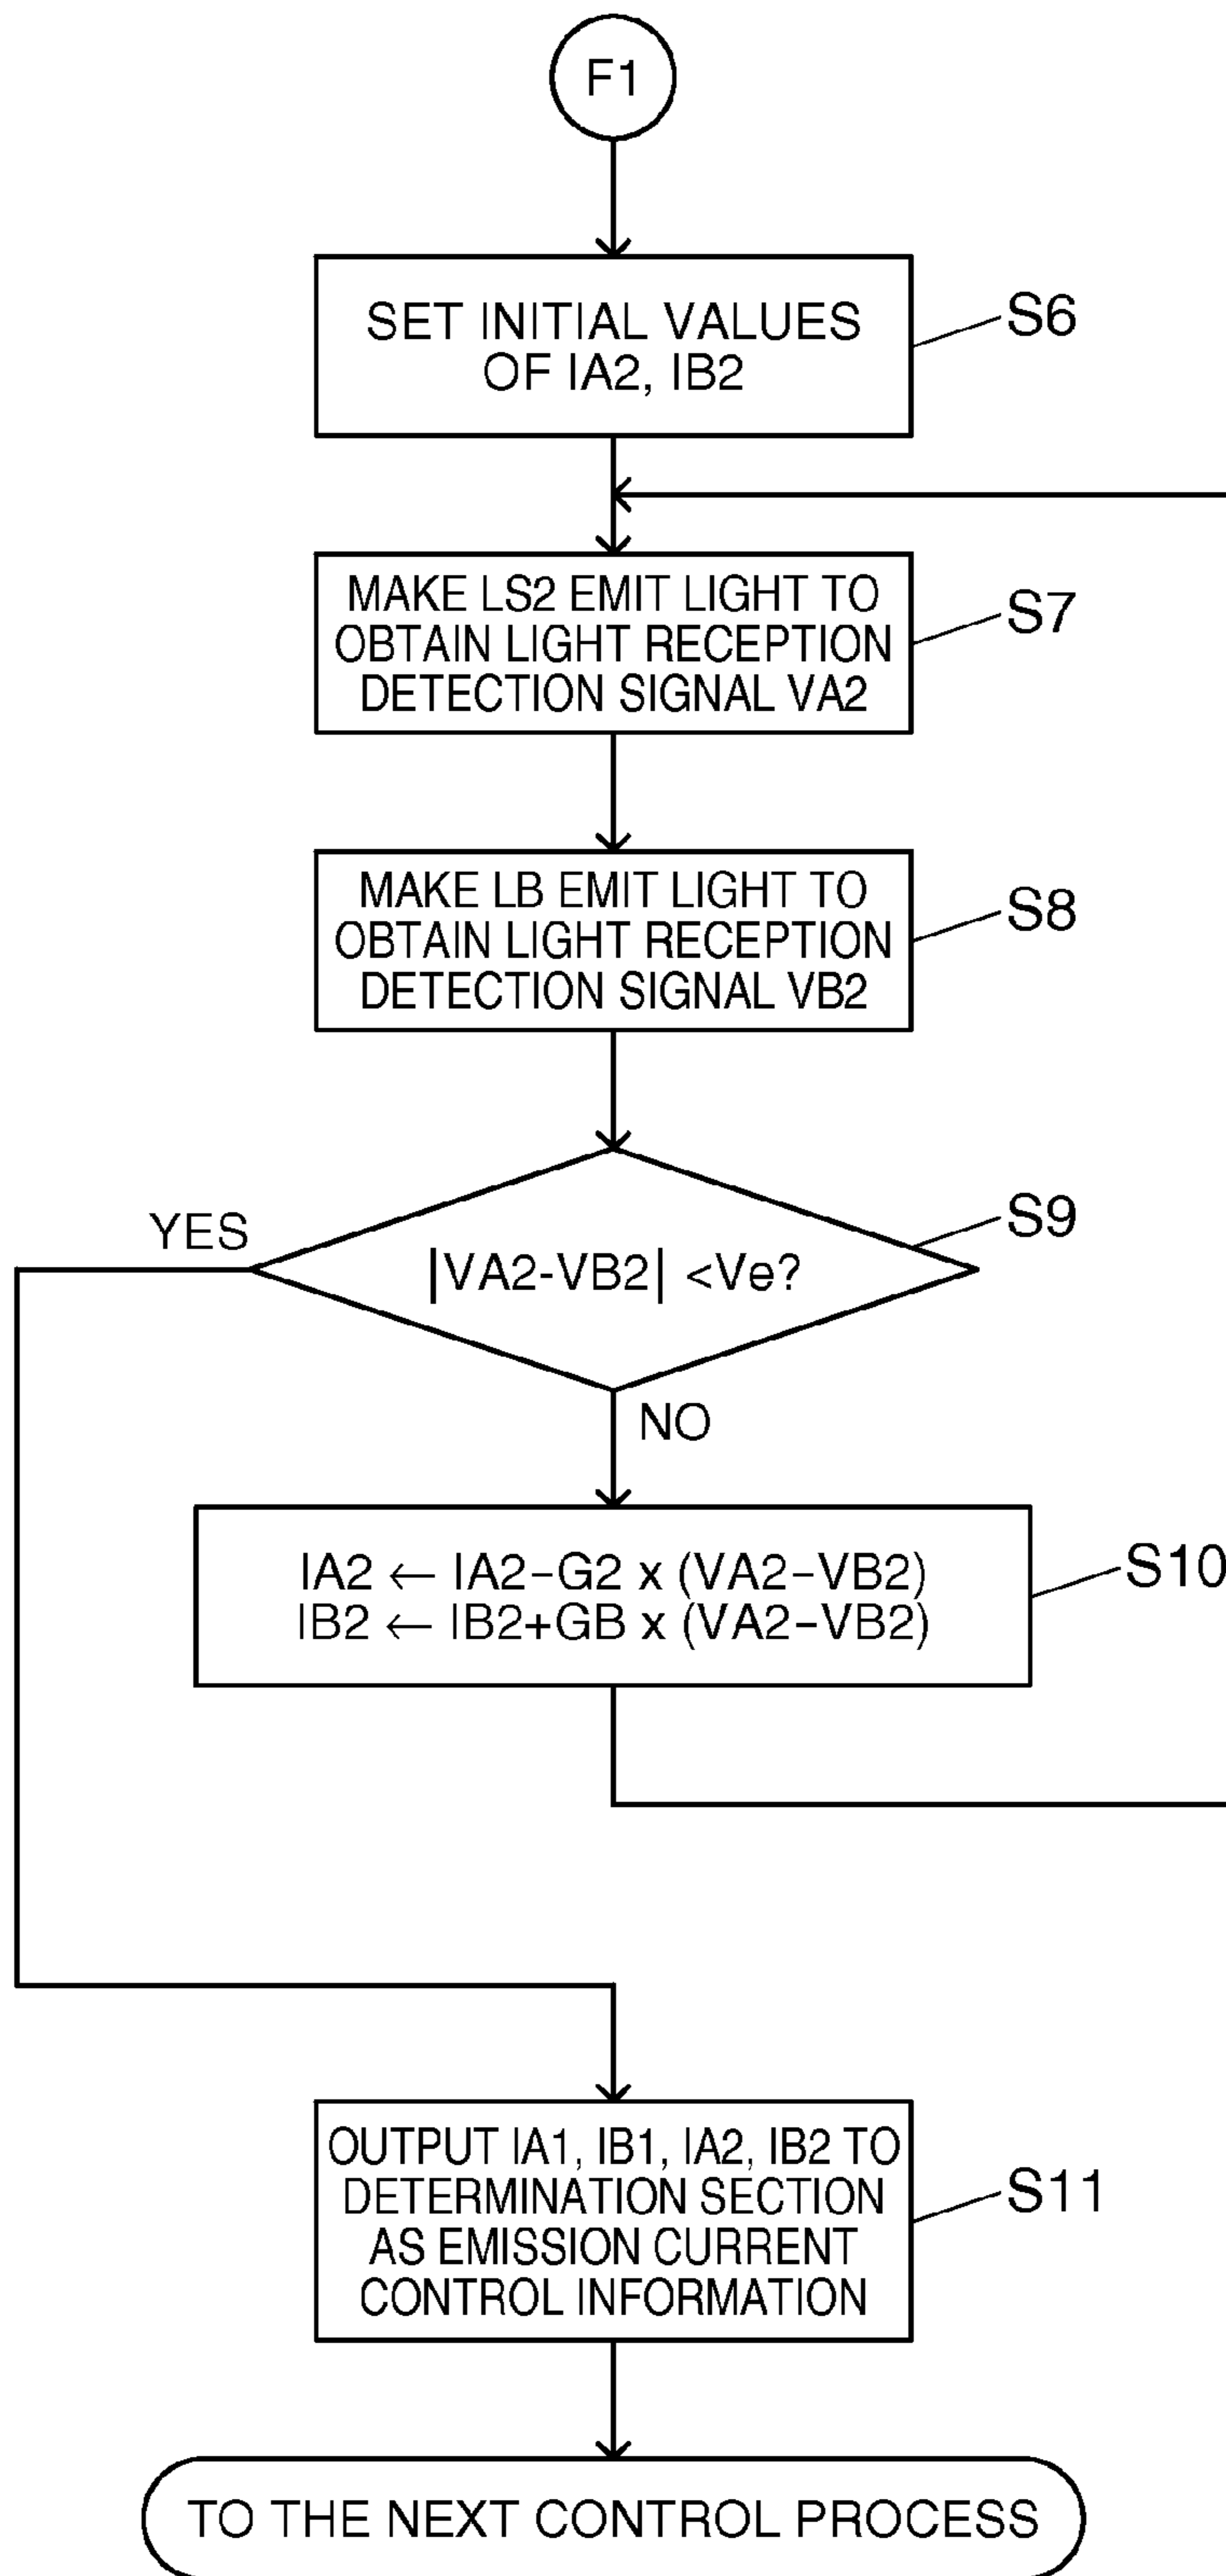 F1
SET INITIAL VALUES
OF IA2, IB2
S6
MAKE LS2 EMIT LIGHT TO
OBTAIN LIGHT RECEPTION
DETECTION SIGNAL VA2
S7
MAKE LB EMIT LIGHT TO
OBTAIN LIGHT RECEPTION
DETECTION SIGNAL VB2
S8
YES
|VA2-VB2| <Ve?
S9
NO
IA2 ← IA2-G2 x (VA2-VB2)
IB2 ← IB2+GB x (VA2-VB2)
S10
OUTPUT IA1, IB1, IA2, IB2 TO
DETERMINATION SECTION
AS EMISSION CURRENT
CONTROL INFORMATION
S11
TO THE NEXT CONTROL PROCESS